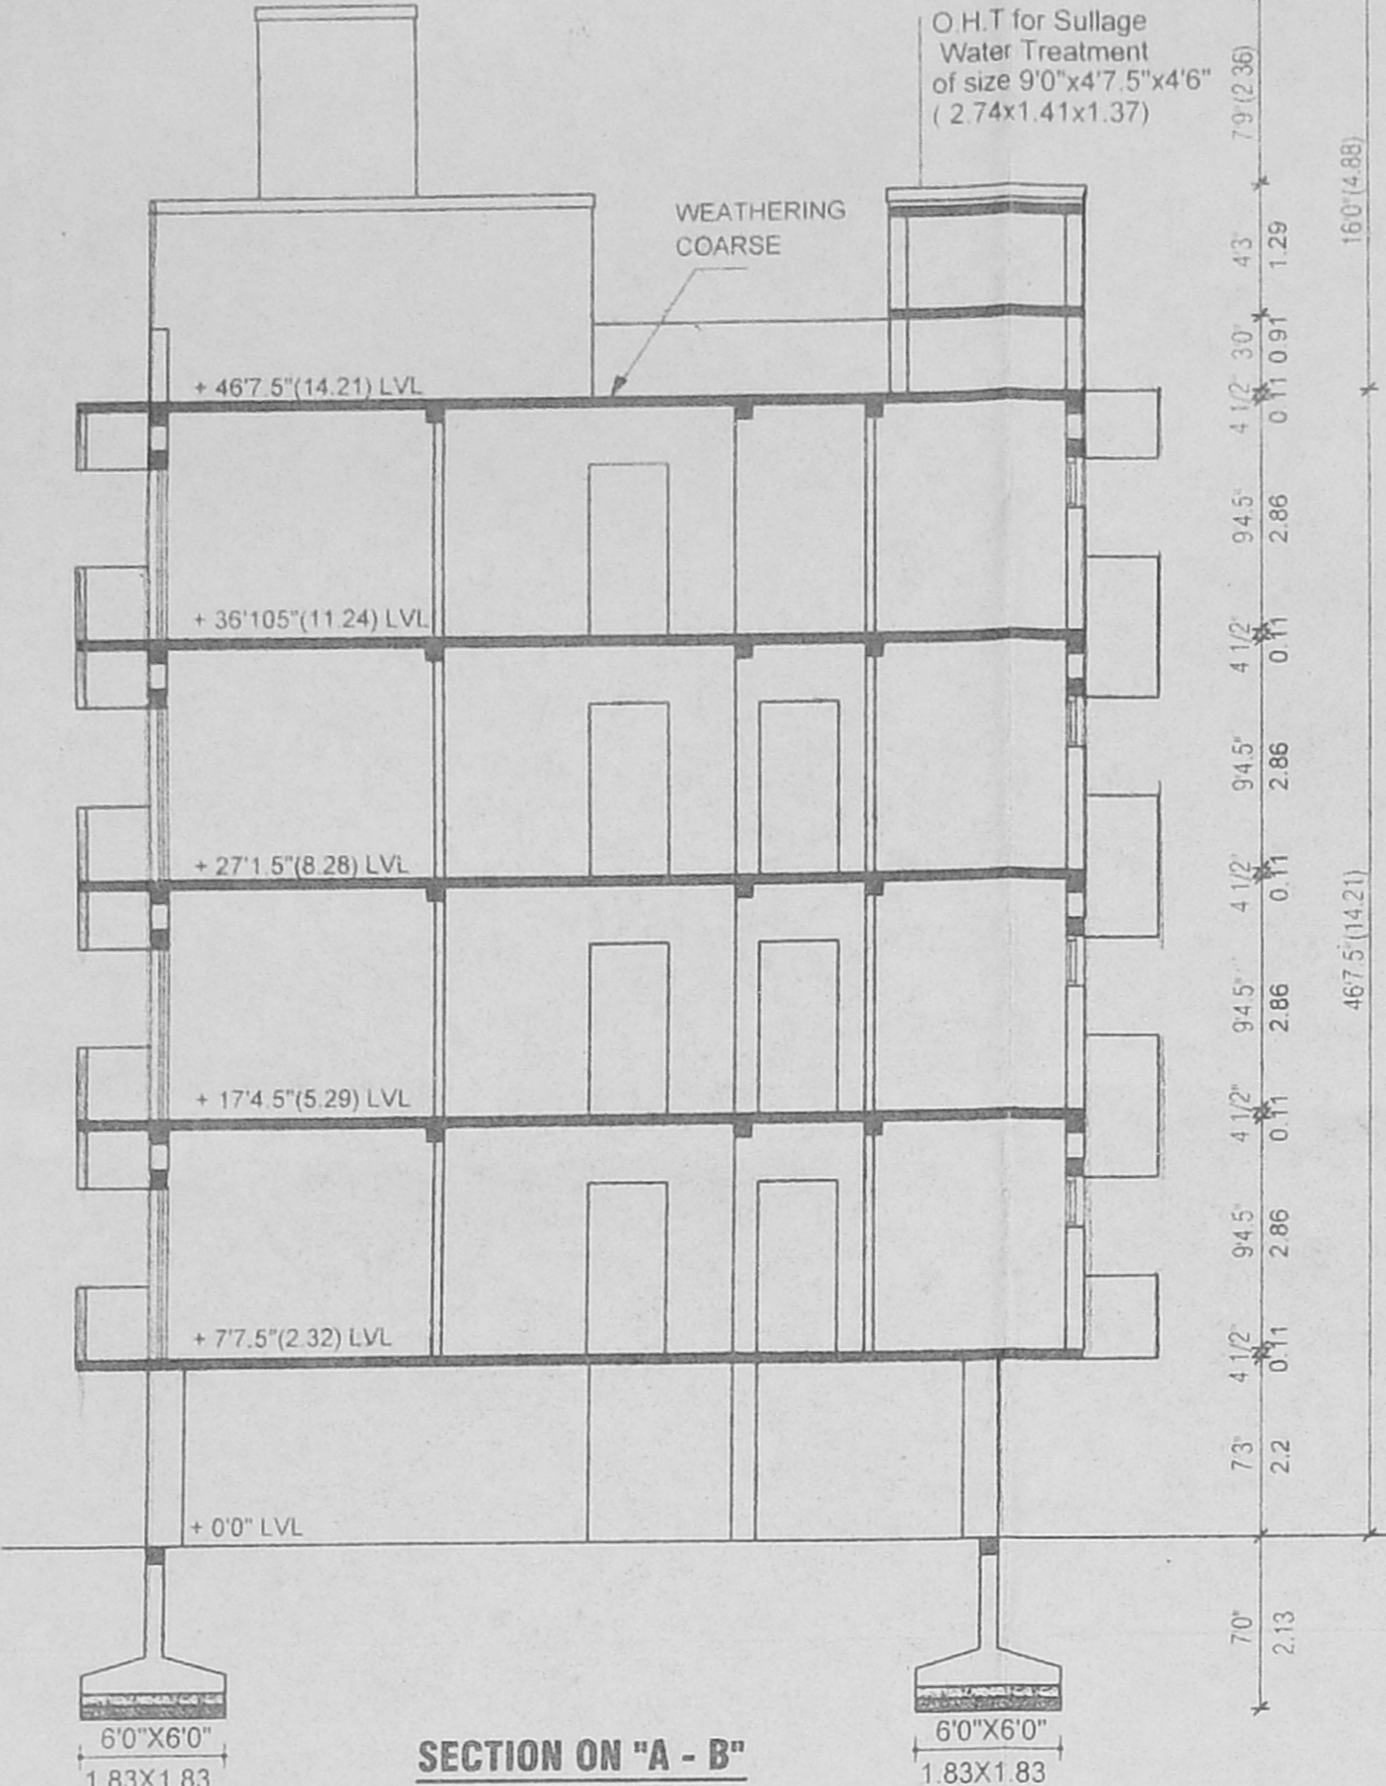 O.H.T for Sullage
Water Treatment
of size 9'0"x4'7.5"x4'6"
( 2.74x1.41x1.37)
WEATHERING
COARSE
+ 46'7.5"(14.21) LVL
+ 36'105"(11.24) LVL
+ 27'1.5"(8.28) LVL
+ 17'4.5"(5.29) LVL
+ 7'7.5"(2.32) LVL
+ 0'0" LVL
6'0"X6'0"
1.83X1.83
6'0"X6'0"
1.83X1.83
SECTION ON "A - B"
7'9"(2.36)
4'3"
1.29
3'0"
0.91
4 1/2"
0.11
9'4.5"
2.86
4 1/2"
0.11
9'4.5"
2.86
4 1/2"
0.11
9'4.5"
2.86
4 1/2"
0.11
9'4.5"
2.86
4 1/2"
0.11
7'3"
2.2
7'0"
2.13
16'0"(4.88)
46'7.5"(14.21)